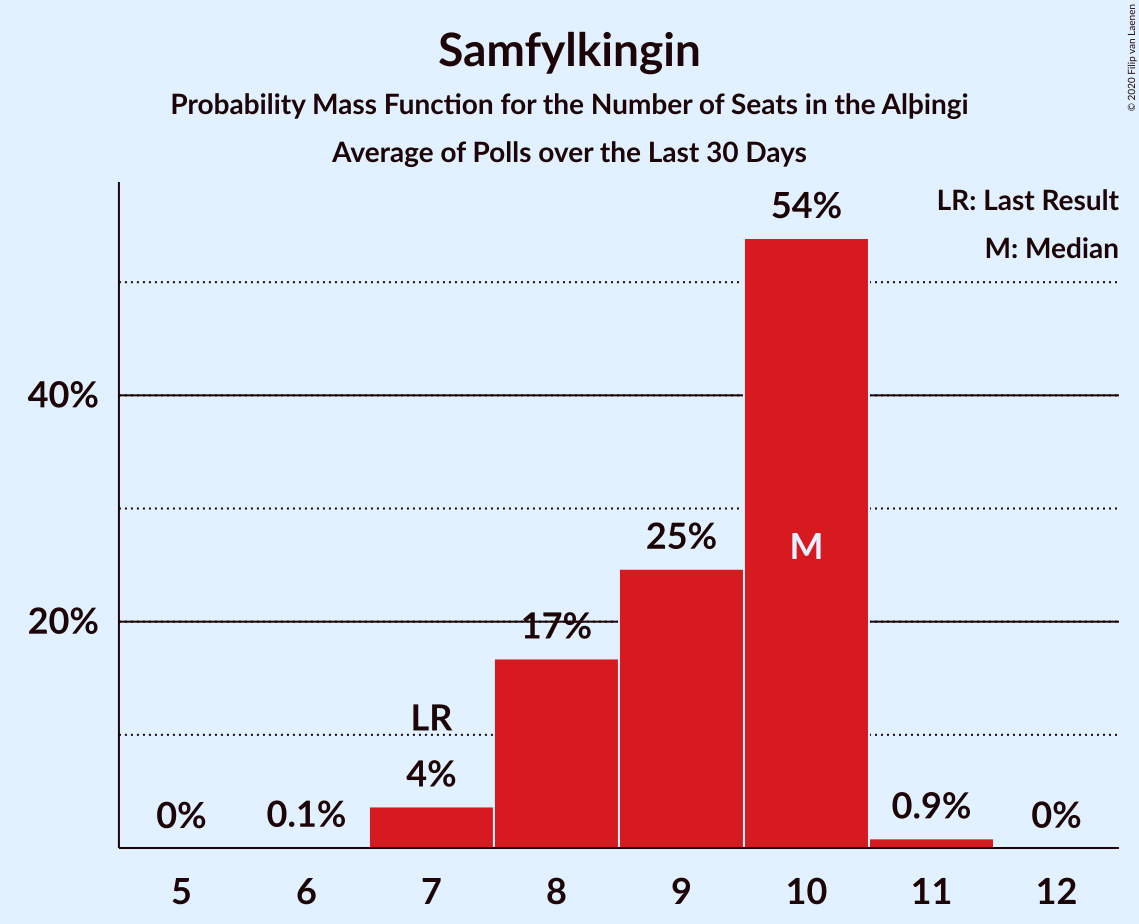 Samfylkingin
Probability Mass Function for the Number of Seats in the Alþingi
Average of Polls over the Last 30 Days
© 2020 Filip van Laenen
LR: Last Result
M: Median
54%
40%
25%
M
20%
17%
LR
4%
0%
0.1%
0.9%
0%
5 6 7 8 9 10 11 12